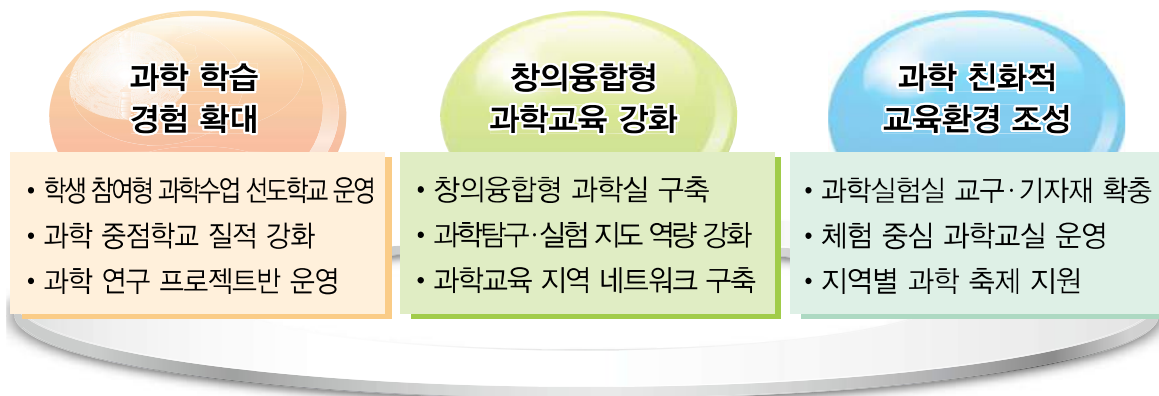 과학 학습
경험 확대
• 학생 참여형 과학수업 선도학교 운영
• 과학 중점학교 질적 강화
• 과학 연구 프로젝트반 운영
창의융합형
과학교육 강화
• 창의융합형 과학실 구축
• 과학탐구·실험 지도 역량 강화
• 과학교육 지역 네트워크 구축
과학 친화적
교육환경 조성
• 과학실험실 교구·기자재 확충
• 체험 중심 과학교실 운영
• 지역별 과학 축제 지원